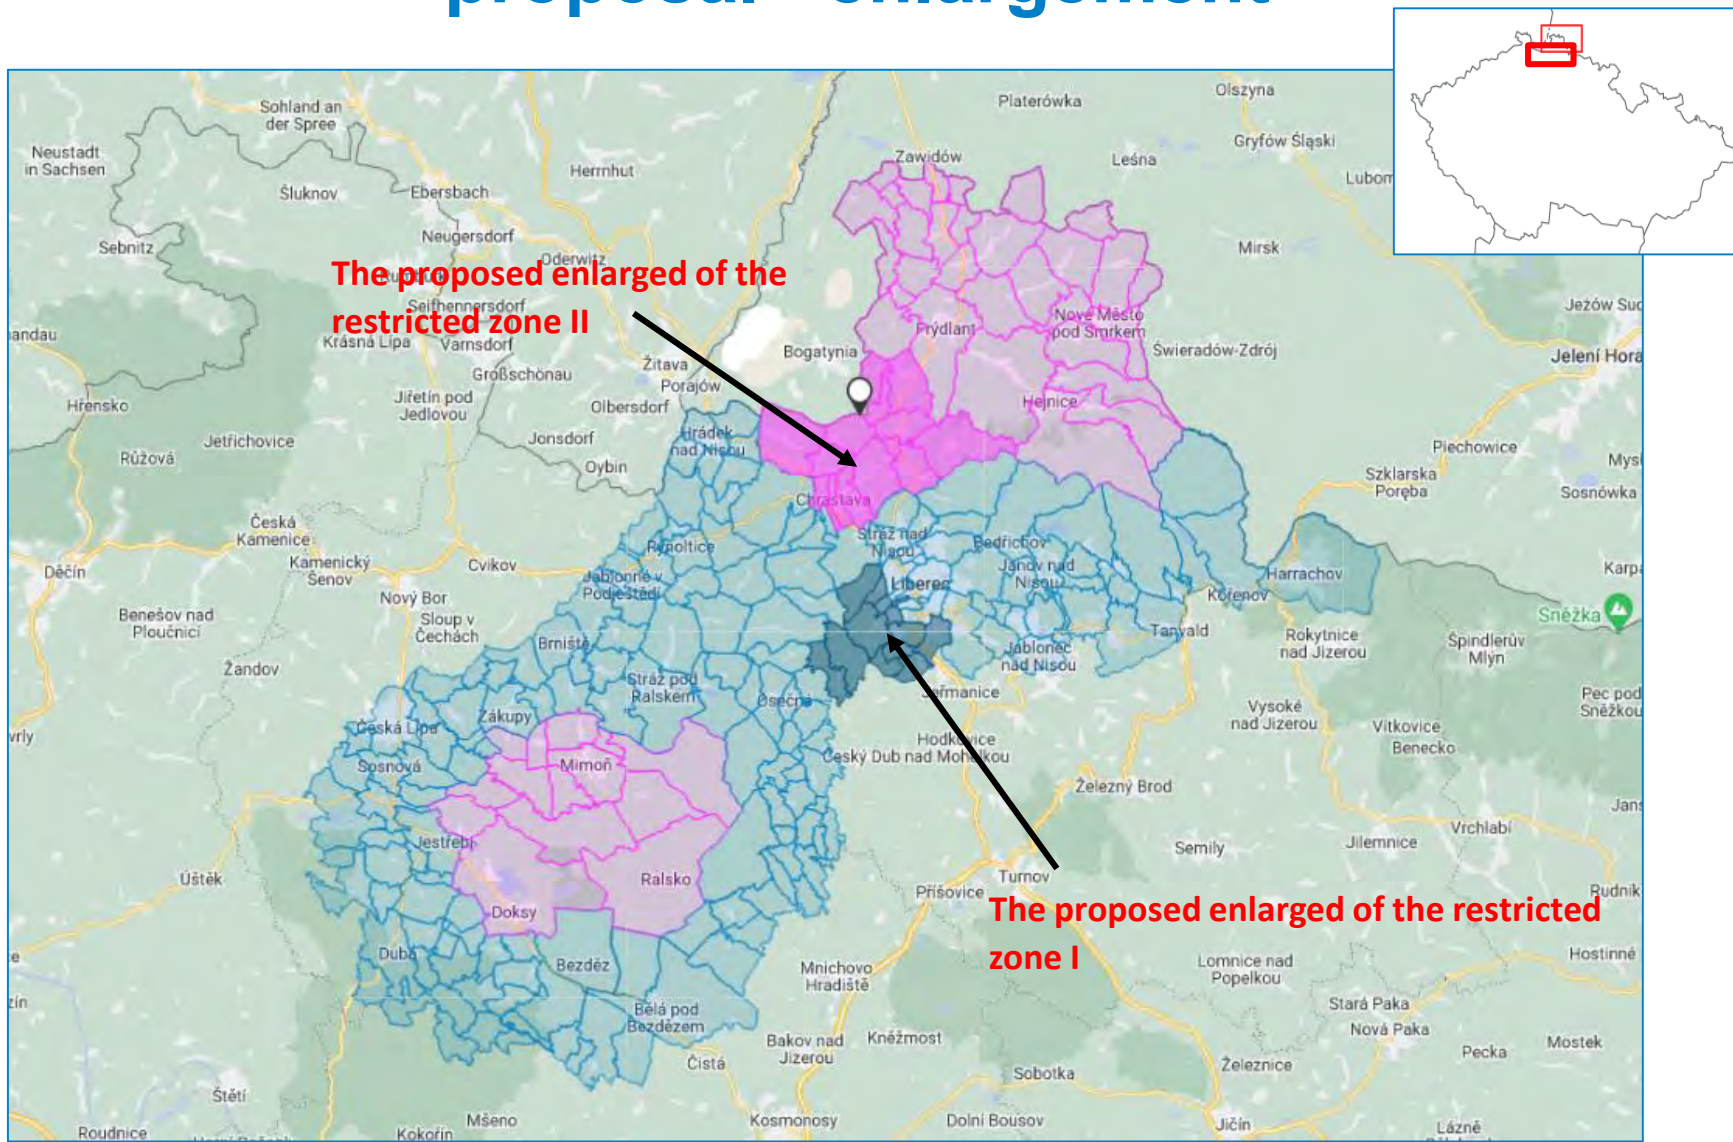 proposal - enlargement
Olszyna
Platerówka
Sohland an
der Spree
Gryfów Śląski
Neustadt
in Sachsen
Zawidów
Leśna
Herrnhut
Šluknov
Ebersbach
Neugersdorf
Sebnitz
Oderwitz
Mirsk
The proposed enlarged of the
restricted zone II
Seifhennersdorf
Krásná Lípa
Varnsdorf
Frýdlant
Nové Město
pod Smrkem
Bogatynia
Świeradów-Zdrój
Žitava
Porajów
Großschönau
Jelení Hora
Hřensko
Jiřetín pod
Jedlovou
Olbersdorf
Hejnice
Jetřichovice
Jonsdorf
Hrádek
nad Nisou
Piechowice
Růžová
Oybin
Szklarska
Poręba
Sosnówka
Chrastava
Česká
Kamenice
Stráž nad
Nisou
Bedřichov
Rynoltice
Kamenický
Šenov
Cvikov
Děčín
Jablonné v
Podještědí
Liberec
Janov nad
Nisou
Harrachov
Nový Bor
Kořenov
Sněžka
Benešov nad
Ploučnicí
Sloup v
Čechách
Brniště
Tanvald
Rokytnice
nad Jizerou
Špindlerův
Mlýn
Jablonec
nad Nisou
Žandov
Stráž pod
Ralskem
Osečná
Jeřmanice
Pec pod
Sněžkou
Vysoké
nad Jizerou
Zákupy
Česká Lípa
Vítkovice
Benecko
Hodkovice
nad Mohelkou
Český Dub
Sosnová
Mimoň
Železný Brod
Jestřebí
Semily
Jilemnice
Vrchlabí
Úštěk
Ralsko
Turnov
Příšovice
Rudník
Doksy
The proposed enlarged of the restricted
zone I
Dubá
Bezděz
Mnichovo
Hradiště
Lomnice nad
Popelkou
Hostinné
Bělá pod
Bezdězem
Stará Paka
Nová Paka
Bakov nad
Jizerou
Kněžmost
Čistá
Pecka
Mostek
Železnice
Sobotka
Štětí
Mšeno
Kosmonosy
Dolní Bousov
Jičín
Lázně
Roudnice
Kokořín